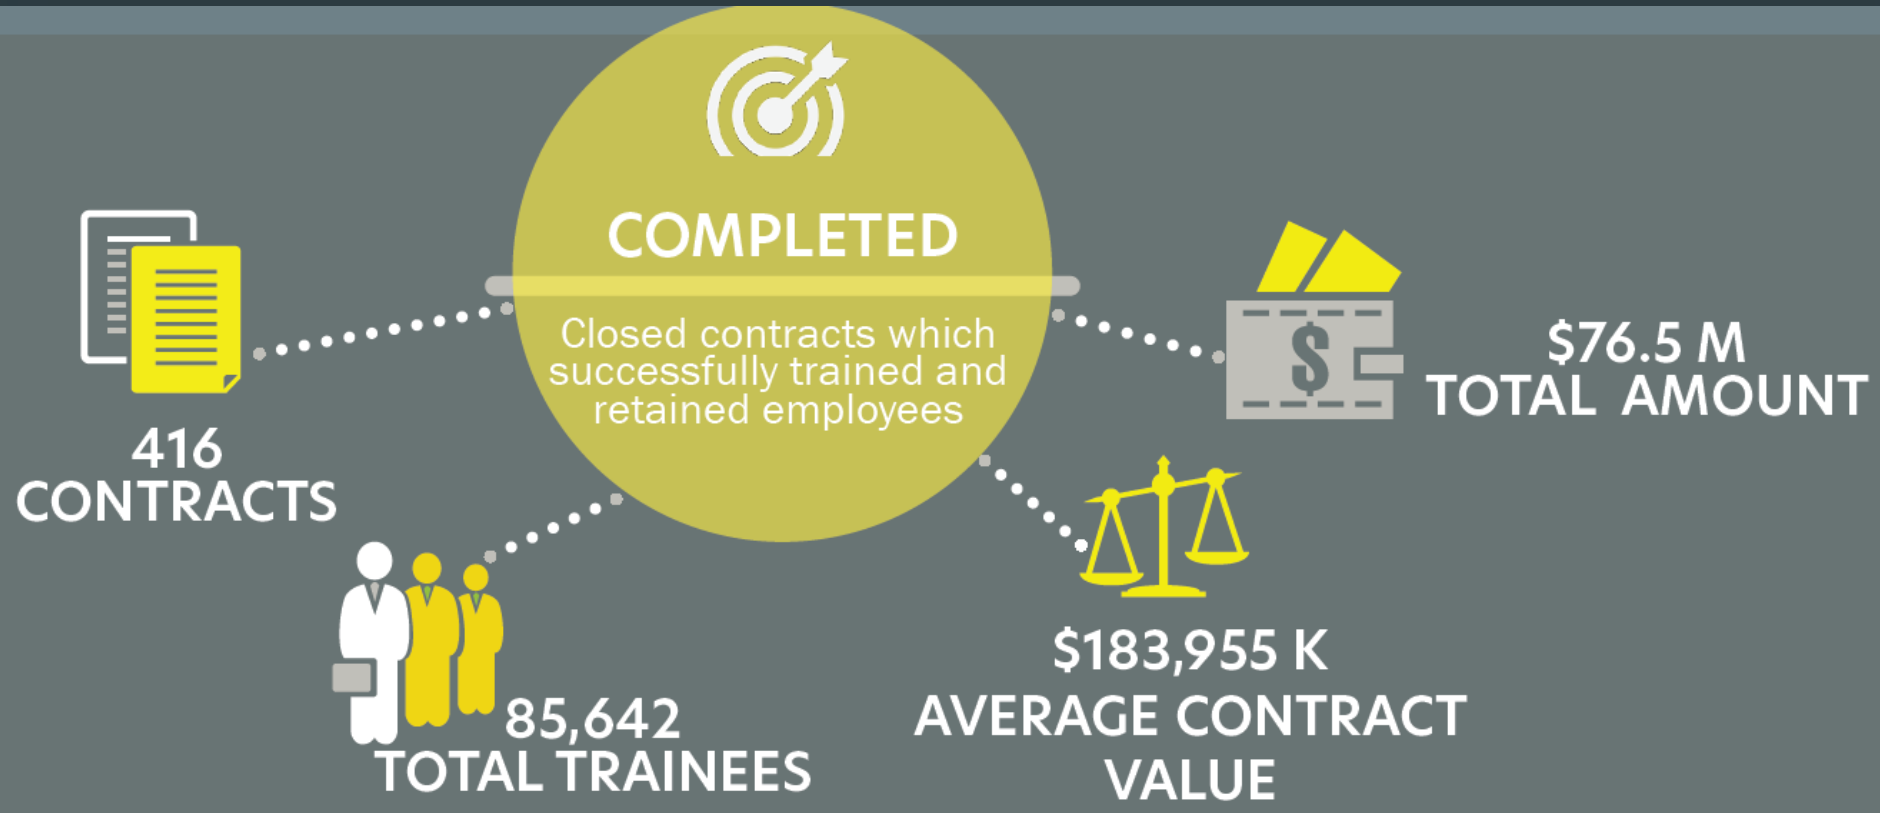 COMPLETED
Closed contracts which
successfully trained and
retained employees
416
CONTRACTS
85,642
TOTAL TRAINEES
$183,955 K
AVERAGE CONTRACT
VALUE
$76.5 M
TOTAL AMOUNT